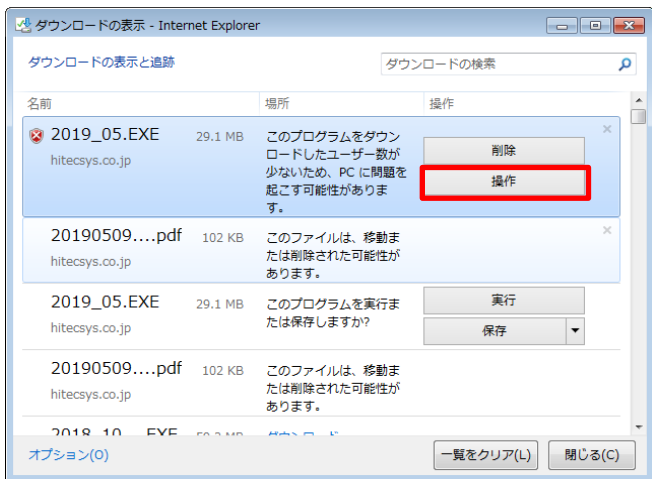 ダウンロードの表示 - Internet Explorer
ダウンロードの表示と追跡
ダウンロードの検索
名前 場所 操作
2019_05.EXE 29.1 MB
hitecsys.co.jp
このプログラムをダウン
ロードしたユーザー数が
少ないため、PC に問題を
起こす可能性がありま
す。
削除
操作
20190509....pdf 102 KB
hitecsys.co.jp
このファイルは、移動ま
たは削除された可能性が
あります。
2019_05.EXE 29.1 MB
hitecsys.co.jp
このプログラムを実行ま
たは保存しますか?
実行
保存
20190509....pdf 102 KB
hitecsys.co.jp
このファイルは、移動ま
たは削除された可能性が
あります。
オプション(O)
一覧をクリア(L)
閉じる(C)